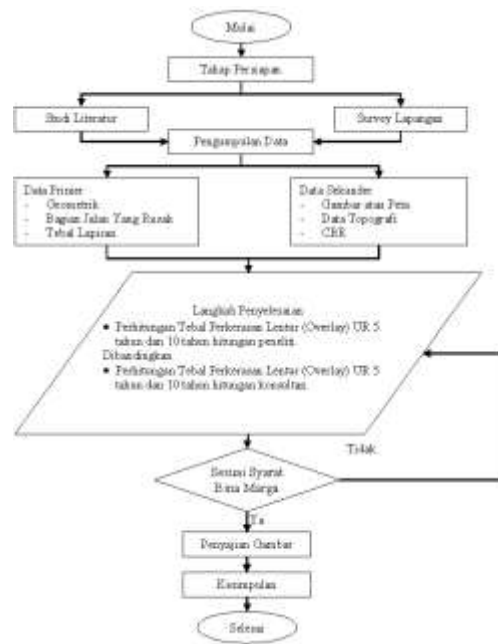 Mulai
Tahap Persiapan
Studi Literatur
Survey Lapangan
Pengumpulan Data
Data Primer
- Geometrik
- Bagian Jalan Yang Rusak
- Tebal Lapisan
Data Sekunder
- Gambar atau Peta
- Data Topografi
- CBR
Langkah Penyelesaian
• Perhitungan Tebal Perkerasan Lentur (Overlay) UR 5
tahun dan 10 tahun hitungan peneliti.
Dibandingkan
• Perhitungan Tebal Perkerasan Lentur (Overlay) UR 5
tahun dan 10 tahun hitungan konsultan.
Tidak
Sesuai Syarat
Bina Marga
Ya
Penyajian Gambar
Kesimpulan
Selesai